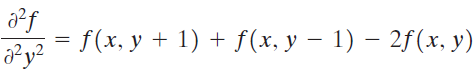 ∂²f/∂²y² = f(x, y + 1) + f(x, y − 1) − 2f(x, y)